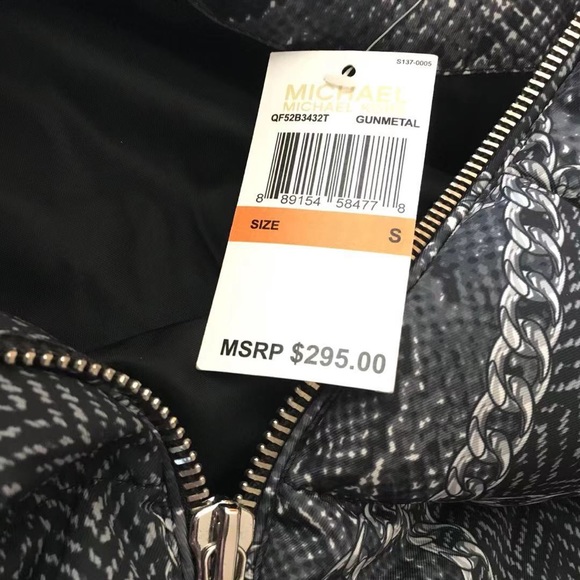 S137-0005
MICHAEL
MICHAEL KORS
QF52B3432T GUNMETAL
8 89154 58477 8
SIZE S
MSRP $295.00